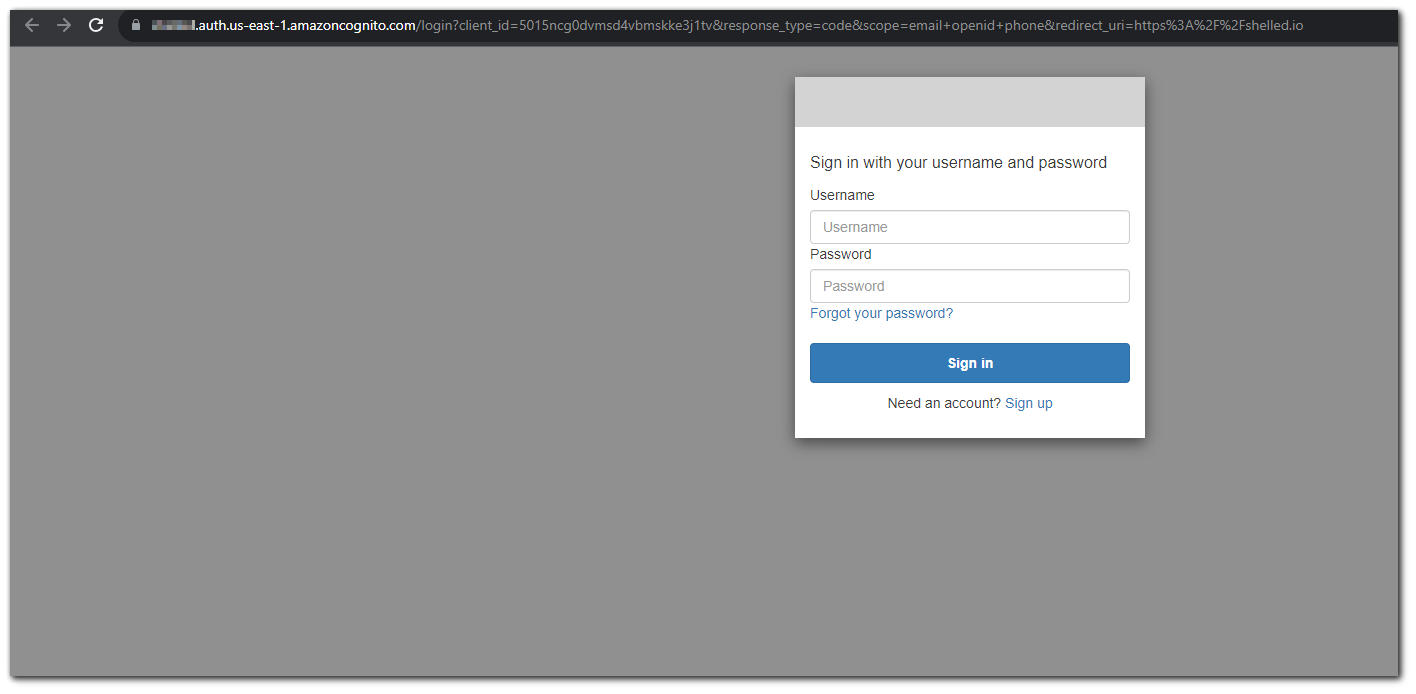 .auth.us-east-1.amazoncognito.com/login?client_id=5015ncg0dvmsd4vbmskke3j1tv&response_type=code&scope=email+openid+phone&redirect_uri=https%3A%2F%2Fshelled.io
Sign in with your username and password
Username
Username
Password
Password
Forgot your password?
Sign in
Need an account? Sign up